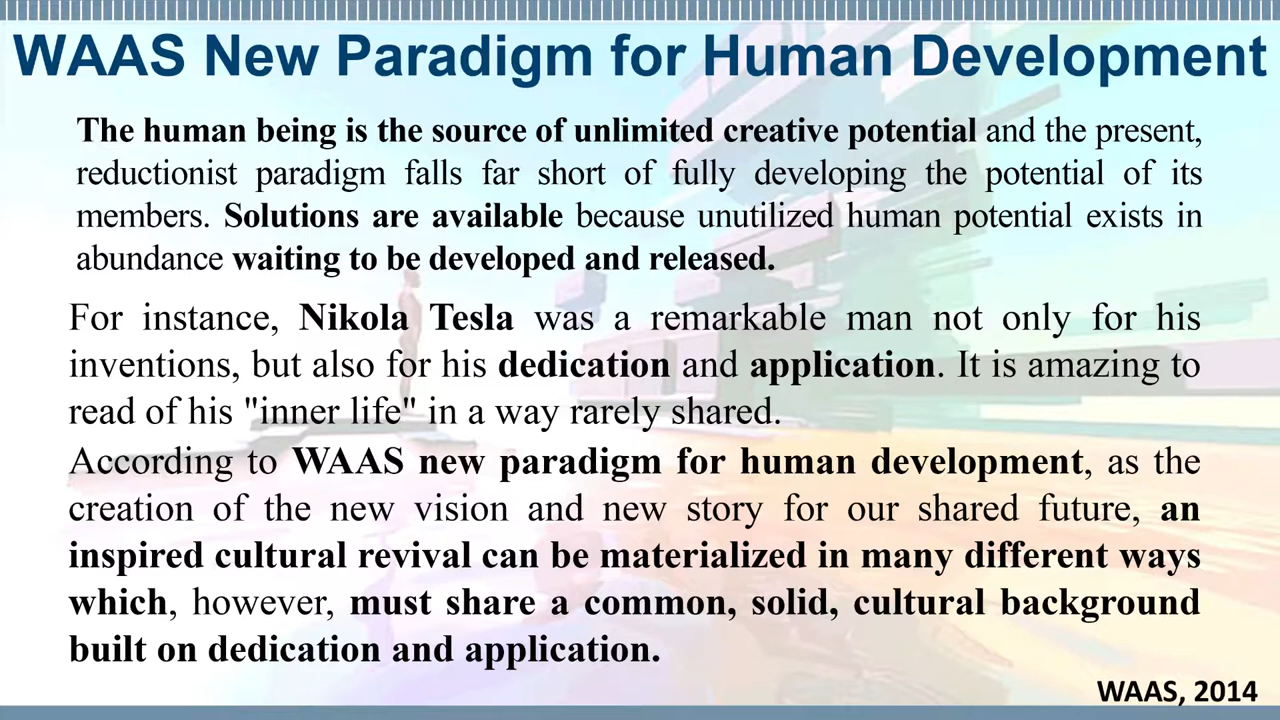 WAAS New Paradigm for Human Development
The human being is the source of unlimited creative potential and the present,
reductionist paradigm falls far short of fully developing the potential of its
members. Solutions are available because unutilized human potential exists in
abundance waiting to be developed and released.
For instance, Nikola Tesla was a remarkable man not only for his
inventions, but also for his dedication and application. It is amazing to
read of his "inner life" in a way rarely shared.
According to WAAS new paradigm for human development, as the
creation of the new vision and new story for our shared future, an
inspired cultural revival can be materialized in many different ways
which, however, must share a common, solid, cultural background
built on dedication and application.
WAAS, 2014